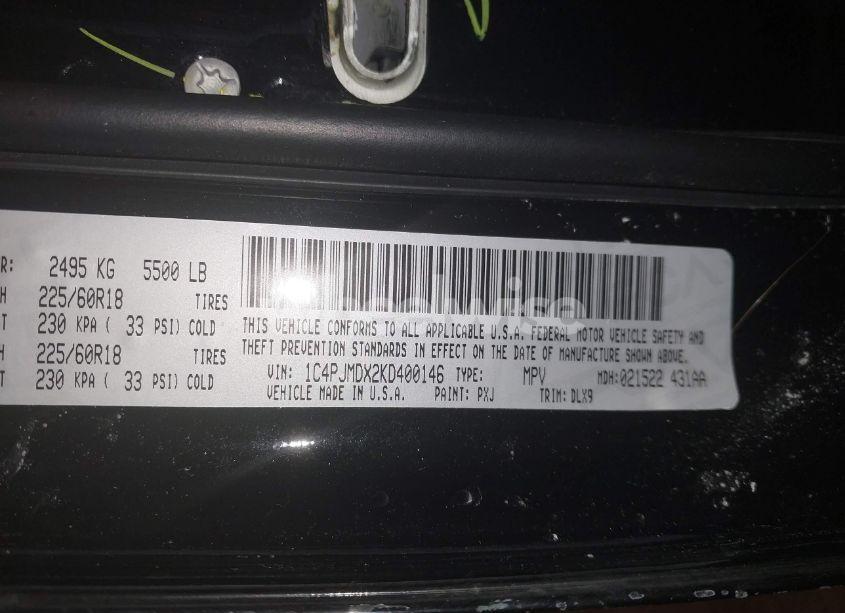 R: 2495 KG 5500 LB
H 225/60R18 TIRES
T 230 KPA ( 33 PSI) COLD
H 225/60R18 TIRES
T 230 KPA ( 33 PSI) COLD
THIS VEHICLE CONFORMS TO ALL APPLICABLE U.S.A. FEDERAL MOTOR VEHICLE SAFETY AND
THEFT PREVENTION STANDARDS IN EFFECT ON THE DATE OF MANUFACTURE SHOWN ABOVE.
VIN: 1C4PJMDX2KD400146 TYPE: MPV MDH:021522 431AA
VEHICLE MADE IN U.S.A. PAINT: PXJ TRIM: DLX9